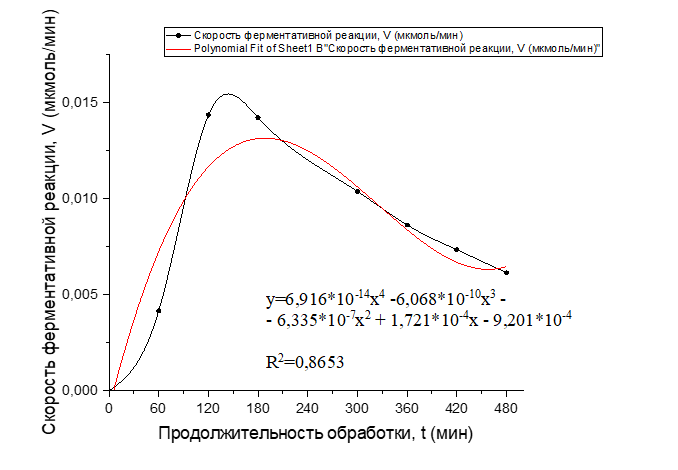 Скорость ферментативной реакции, V (мкмоль/мин)
Polynomial Fit of Sheet1 B"Скорость ферментативной реакции, V (мкмоль/мин)"
Скорость ферментативной реакции, V (мкмоль/мин)
0,015
0,010
0,005
0,000
y=6,916*10⁻¹⁴x⁴ -6,068*10⁻¹⁰x³ -
- 6,335*10⁻⁷x² + 1,721*10⁻⁴x - 9,201*10⁻⁴
R²=0,8653
0 60 120 180 240 300 360 420 480
Продолжительность обработки, t (мин)